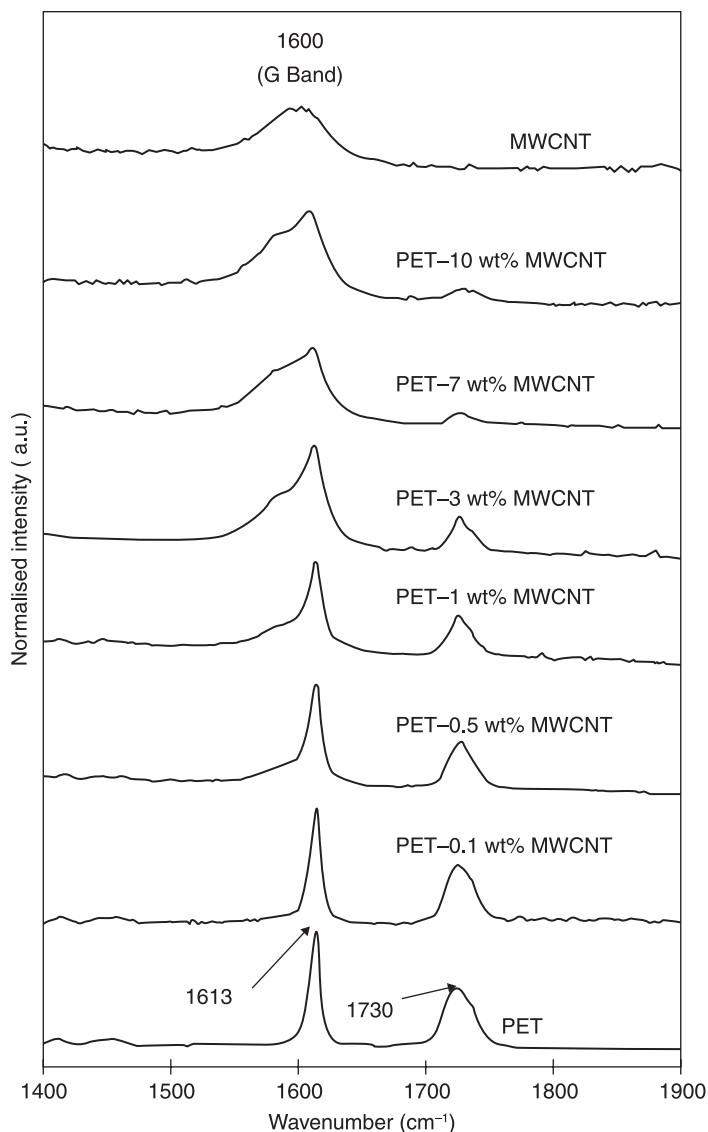 1600
(G Band)
MWCNT
PET–10 wt% MWCNT
PET–7 wt% MWCNT
PET–3 wt% MWCNT
PET–1 wt% MWCNT
PET–0.5 wt% MWCNT
PET–0.1 wt% MWCNT
1613
1730
PET
Normalised intensity ( a.u.)
1400 1500 1600 1700 1800 1900
Wavenumber (cm⁻¹)